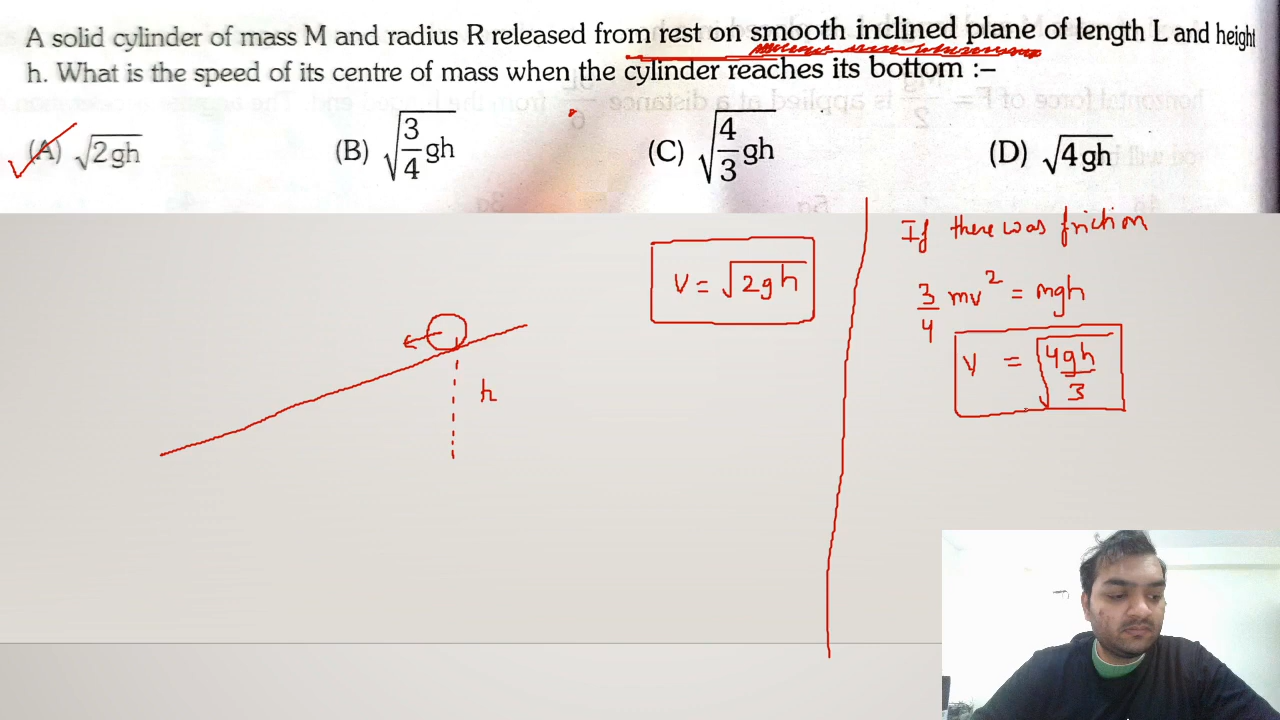 A solid cylinder of mass M and radius R released from rest on smooth inclined plane of length L and height
h. What is the speed of its centre of mass when the cylinder reaches its bottom :–
(A) √2gh (B) √3/4 gh (C) √4/3 gh (D) √4gh
V = √2gh
h
If there was friction
3/4 mv² = mgh
V = √4gh/3